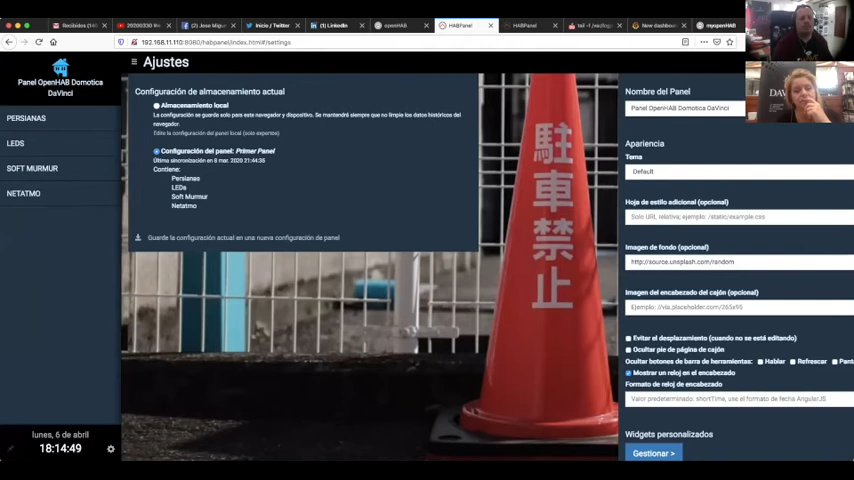 Recibidos (140)
20200330
Inicio / Twitter
(1) LinkedIn
openHAB
HABPanel
HABPanel
New dashboard
myopenHAB
192.168.11.110:8080/habpanel/index.html#/settings
Panel OpenHAB Domotica
DaVinci
PERSIANAS
LEDS
SOFT MURMUR
NETATMO
lunes, 6 de abril
18:14:49
Ajustes
Configuración de almacenamiento actual
Almacenamiento local
La configuración se guarda solo para este navegador y dispositivo. Se mantendrá siempre que no limpie los datos históricos del
navegador.
Edite la configuración del panel local (solo expertos)
Configuración del panel: Primer Panel
Última sincronización en 8 mar. 2020 21:44:35
Contiene:
Persianas
LEDs
Soft Murmur
Netatmo
Guarde la configuración actual en una nueva configuración de panel
駐車禁止
Nombre del Panel
Panel OpenHAB Domotica DaVinci
Apariencia
Tema
Default
Hoja de estilo adicional (opcional)
Solo URL relativa; ejemplo: /static/example.css
Imagen de fondo (opcional)
http://source.unsplash.com/random
Imagen del encabezado del cajón (opcional)
Ejemplo: //via.placeholder.com/265x95
Evitar el desplazamiento (cuando no se está editando)
Ocultar pie de página de cajón
Ocultar botones de barra de herramientas: Hablar Refrescar Pant
Mostrar un reloj en el encabezado
Formato de reloj de encabezado
Valor predeterminado: shortTime, use el formato de fecha AngularJS
Widgets personalizados
Gestionar >